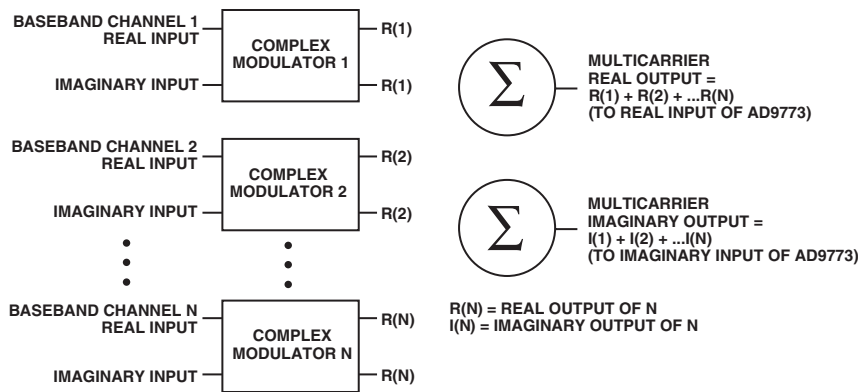 BASEBAND CHANNEL 1
REAL INPUT
IMAGINARY INPUT
COMPLEX
MODULATOR 1
R(1)
R(1)
BASEBAND CHANNEL 2
REAL INPUT
IMAGINARY INPUT
COMPLEX
MODULATOR 2
R(2)
R(2)
BASEBAND CHANNEL N
REAL INPUT
IMAGINARY INPUT
COMPLEX
MODULATOR N
R(N)
R(N)
Σ
MULTICARRIER
REAL OUTPUT =
R(1) + R(2) + ...R(N)
(TO REAL INPUT OF AD9773)
Σ
MULTICARRIER
IMAGINARY OUTPUT =
I(1) + I(2) + ...I(N)
(TO IMAGINARY INPUT OF AD9773)
R(N) = REAL OUTPUT OF N
I(N) = IMAGINARY OUTPUT OF N